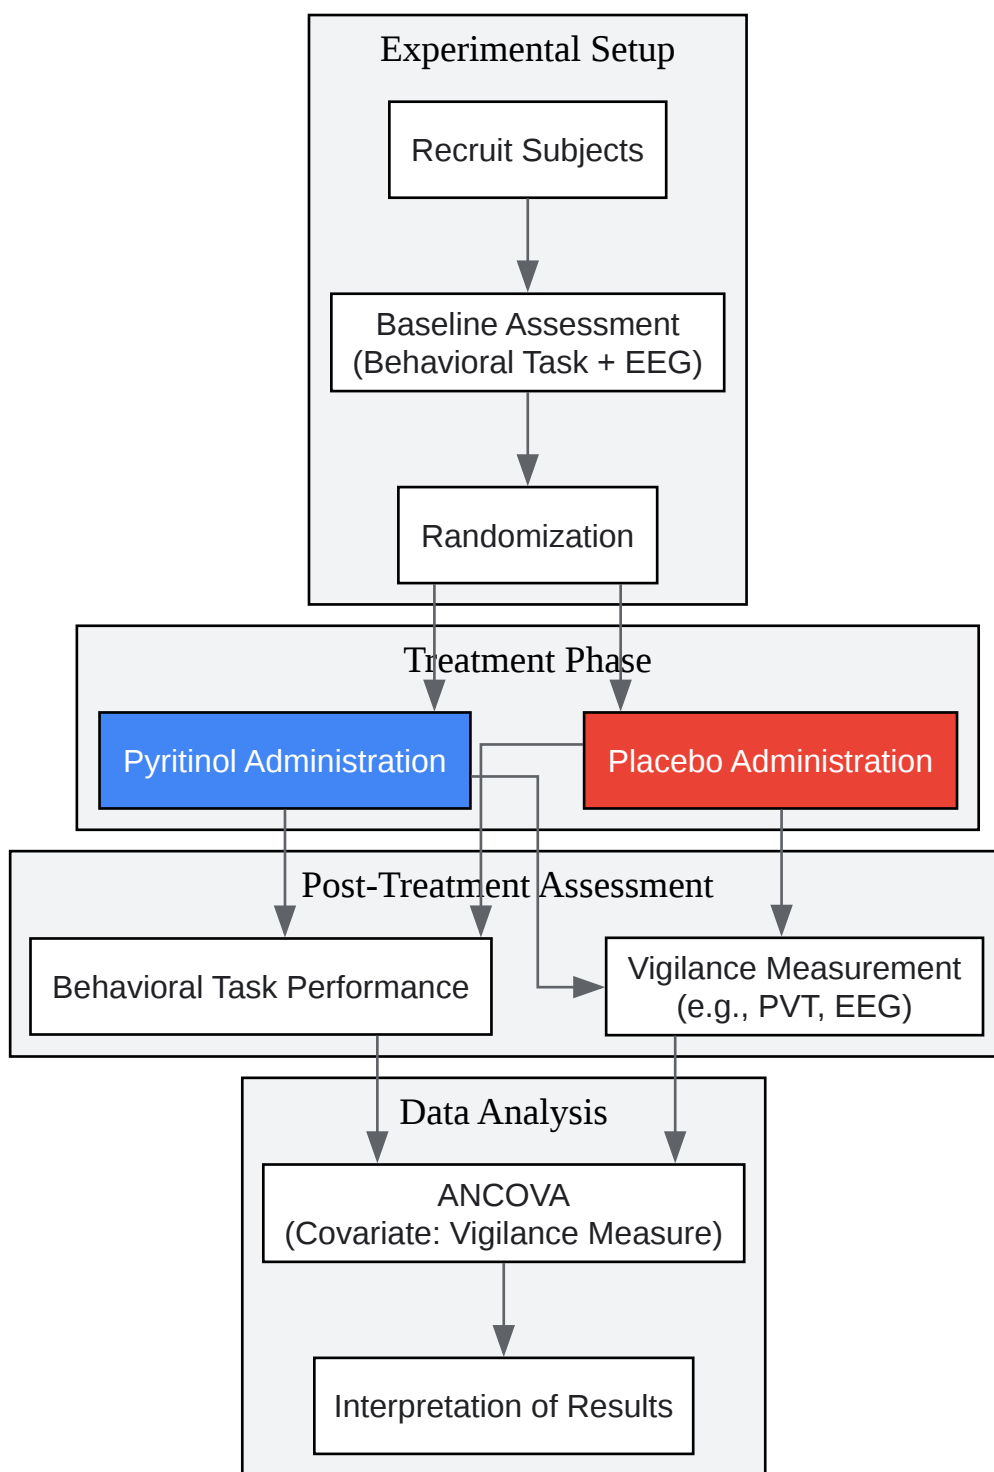 Experimental Setup
Recruit Subjects
Baseline Assessment
(Behavioral Task + EEG)
Randomization
Treatment Phase
Pyritinol Administration
Placebo Administration
Post-Treatment Assessment
Behavioral Task Performance
Vigilance Measurement
(e.g., PVT, EEG)
Data Analysis
ANCOVA
(Covariate: Vigilance Measure)
Interpretation of Results